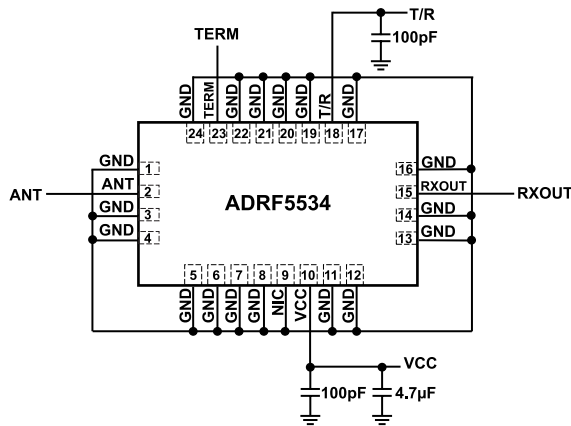 T/R
100pF
TERM
GND TERM GND GND GND GND T/R GND
24 23 22 21 20 19 18 17
GND 1 16 GND
ANT ANT 2 15 RXOUT RXOUT
ADRF5534
GND 3 14 GND
GND 4 13 GND
5 6 7 8 9 10 11 12
GND GND GND GND NIC VCC GND GND
VCC
100pF 4.7µF